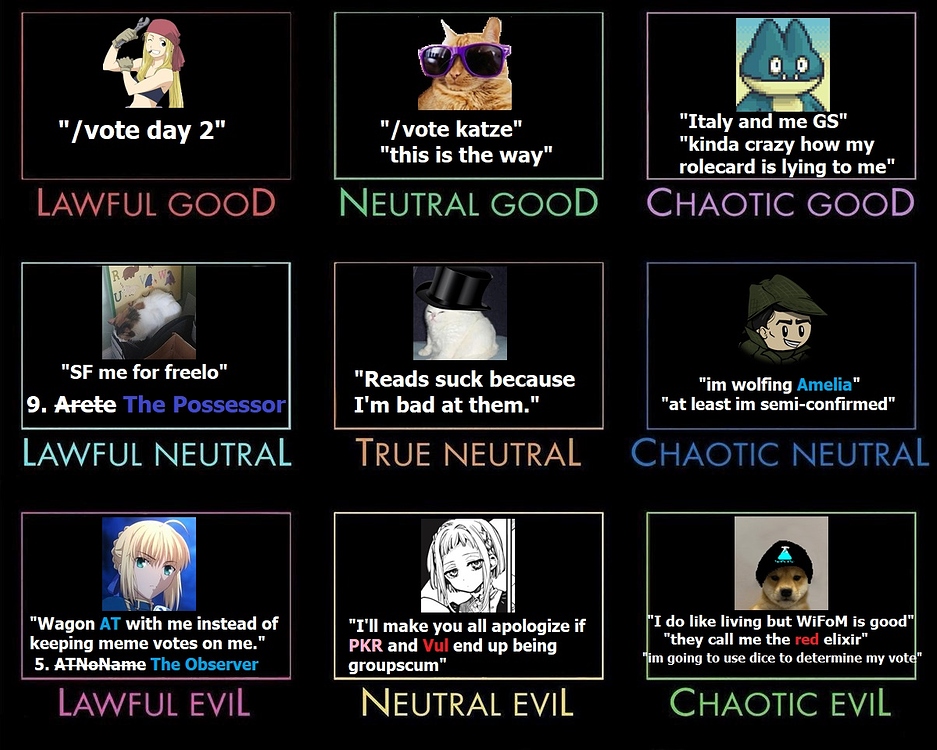 "/vote day 2"
LAWFUL GOOD
"/vote katze"
"this is the way"
NEUTRAL GOOD
"Italy and me GS"
"kinda crazy how my
rolecard is lying to me"
CHAOTIC GOOD
"SF me for freelo"
9. Arete The Possessor
LAWFUL NEUTRAL
"Reads suck because
I'm bad at them."
TRUE NEUTRAL
"im wolfing Amelia"
"at least im semi-confirmed"
CHAOTIC NEUTRAL
"Wagon AT with me instead of
keeping meme votes on me."
5. ATNoName The Observer
LAWFUL EVIL
"I'll make you all apologize if
PKR and Vul end up being
groupscum"
NEUTRAL EVIL
"I do like living but WiFoM is good"
"they call me the red elixir"
"im going to use dice to determine my vote"
CHAOTIC EVIL